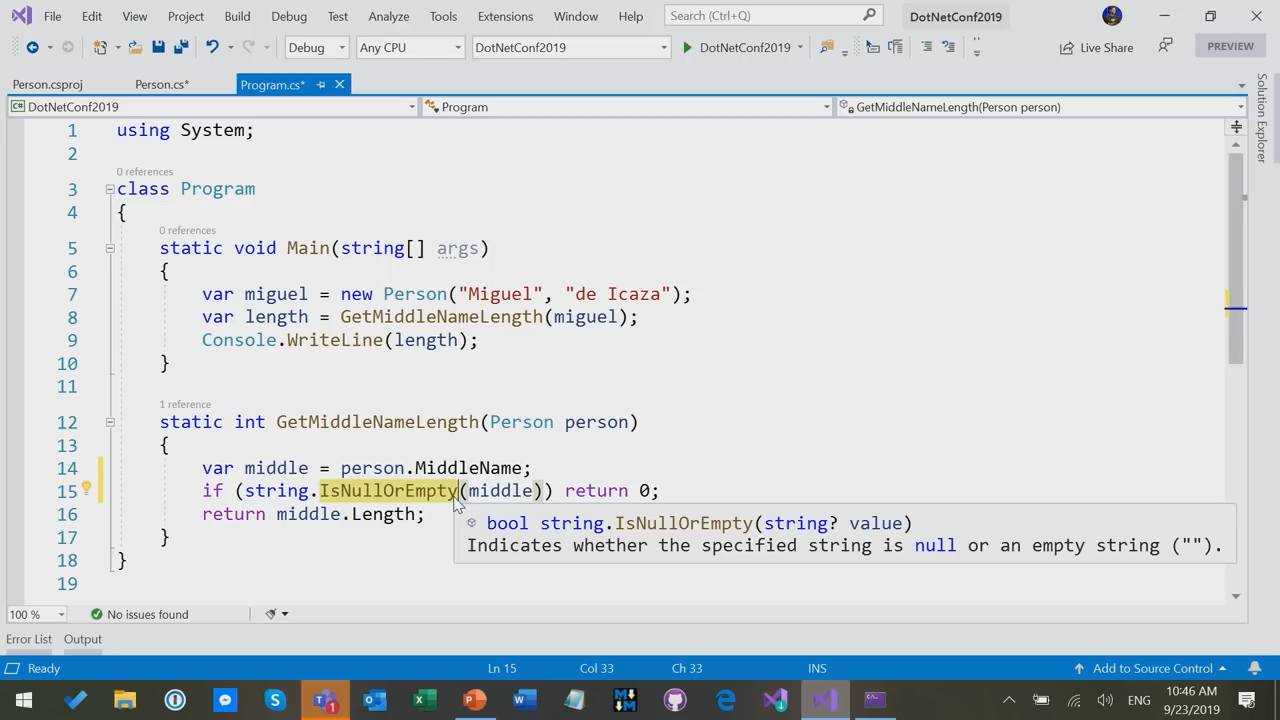 File Edit View Project Build Debug Test Analyze Tools Extensions Window Help Search (Ctrl+Q) DotNetConf2019
Debug Any CPU DotNetConf2019 DotNetConf2019 Live Share PREVIEW
Person.csproj Person.cs* Program.cs*
C# DotNetConf2019 Program GetMiddleNameLength(Person person)
Solution Explorer
1 using System;
2
0 references
3 class Program
4 {
0 references
5 static void Main(string[] args)
6 {
7 var miguel = new Person("Miguel", "de Icaza");
8 var length = GetMiddleNameLength(miguel);
9 Console.WriteLine(length);
10 }
11
1 reference
12 static int GetMiddleNameLength(Person person)
13 {
14 var middle = person.MiddleName;
15 if (string.IsNullOrEmpty(middle)) return 0;
16 return middle.Length;
bool string.IsNullOrEmpty(string? value)
17 }
Indicates whether the specified string is null or an empty string ("").
18 }
19
100 % No issues found
Error List Output
Ready Ln 15 Col 33 Ch 33 INS Add to Source Control
ENG 10:46 AM
9/23/2019